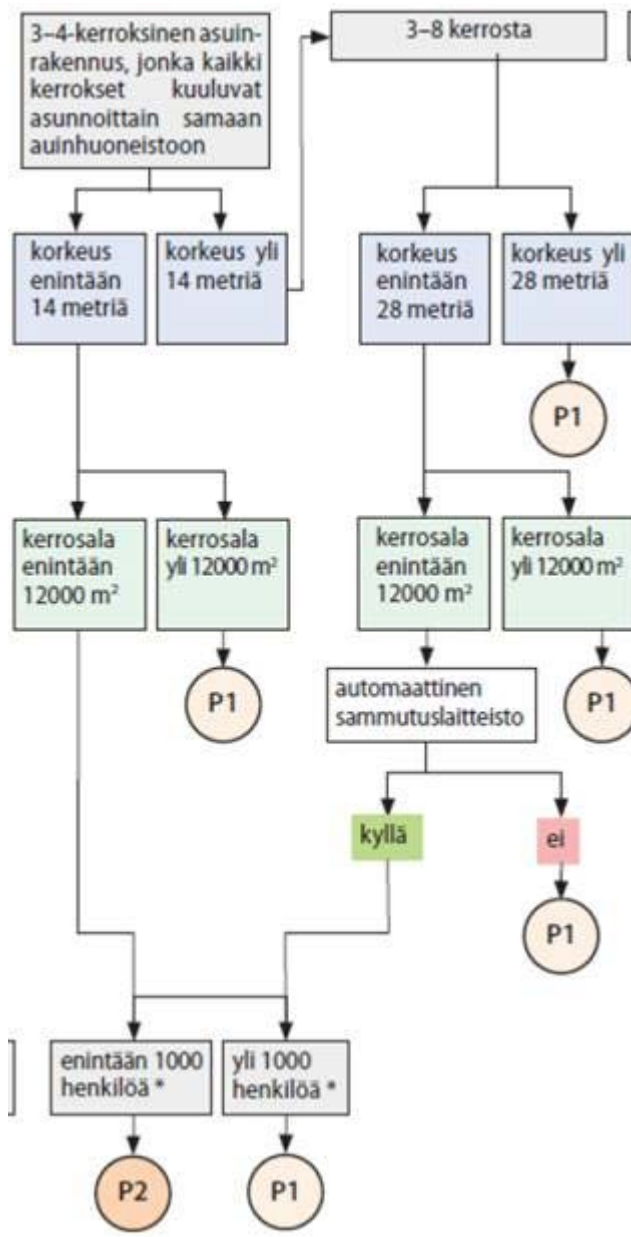 3–4-kerroksinen asuin-
rakennus, jonka kaikki
kerrokset kuuluvat
asunnoittain samaan
auinhuoneistoon
3–8 kerrosta
korkeus
enintään
14 metriä
korkeus yli
14 metriä
korkeus
enintään
28 metriä
korkeus yli
28 metriä
P1
kerrosala
enintään
12000 m²
kerrosala
yli 12000 m²
kerrosala
enintään
12000 m²
kerrosala
yli 12000 m²
P1
automaattinen
sammutuslaitteisto
P1
kyllä
ei
P1
enintään 1000
henkilöä *
yli 1000
henkilöä *
P2
P1